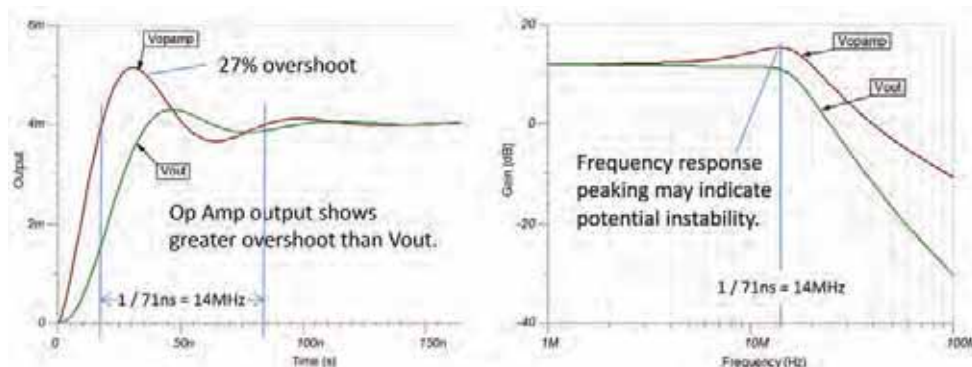 6m
Vopamp
27% overshoot
4m
Output
Vout
2m
Op Amp output shows
greater overshoot than Vout.
1 / 71ns = 14MHz
0
0
50n
100n
150n
Time (s)
20
Vopamp
Vout
0
Gain [dB]
Frequency response
peaking may indicate
potential instability.
-20
1 / 71ns = 14MHz
-40
1M
10M
100M
Frequency (Hz)